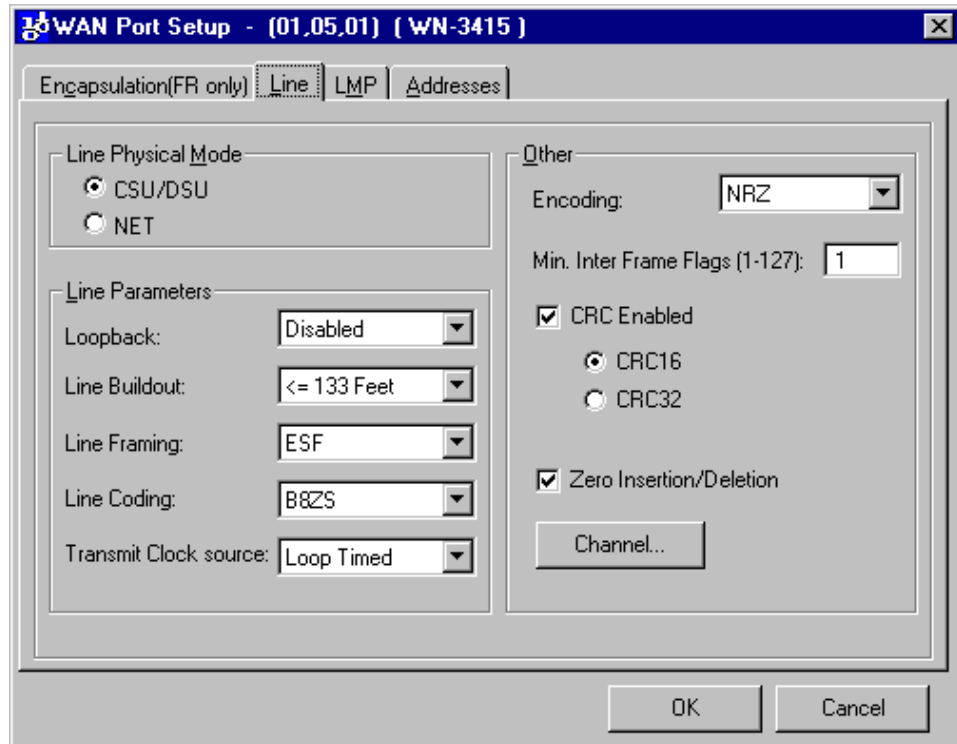 WAN Port Setup - (01,05,01) ( WN-3415 )
Encapsulation(FR only)
Line
LMP
Addresses
Line Physical Mode
CSU/DSU
NET
Line Parameters
Loopback: Disabled
Line Buildout: <= 133 Feet
Line Framing: ESF
Line Coding: B8ZS
Transmit Clock source: Loop Timed
Other
Encoding: NRZ
Min. Inter Frame Flags (1-127): 1
CRC Enabled
CRC16
CRC32
Zero Insertion/Deletion
Channel...
OK
Cancel